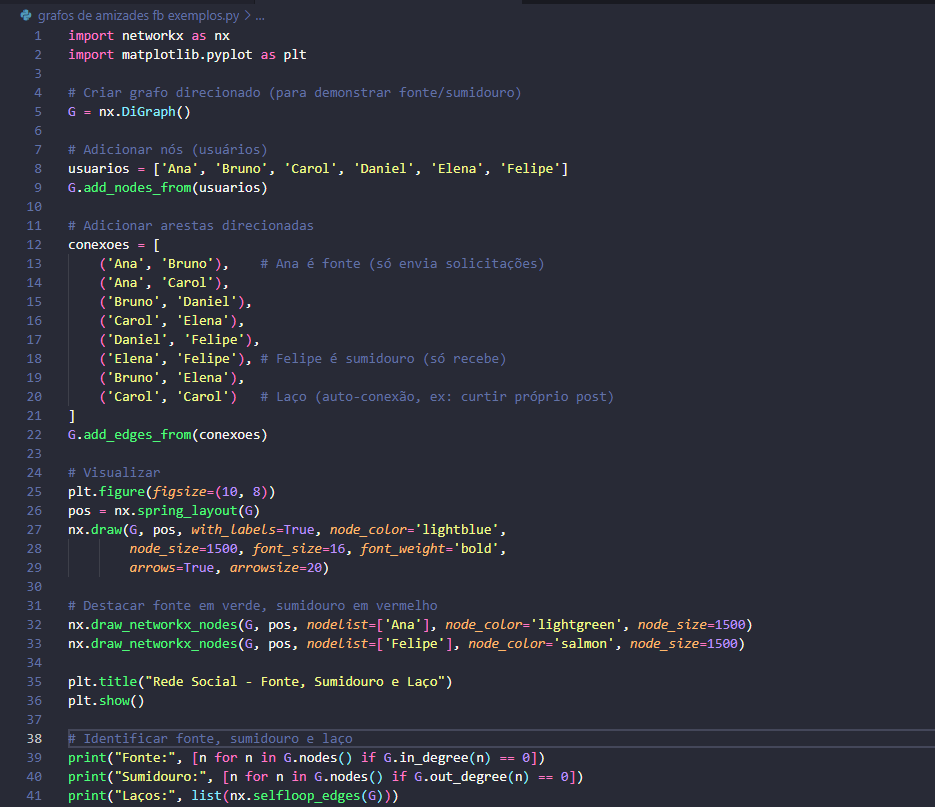 grafos de amizades fb exemplos.py > ...
1 import networkx as nx
2 import matplotlib.pyplot as plt
3
4 # Criar grafo direcionado (para demonstrar fonte/sumidouro)
5 G = nx.DiGraph()
6
7 # Adicionar nós (usuários)
8 usuarios = ['Ana', 'Bruno', 'Carol', 'Daniel', 'Elena', 'Felipe']
9 G.add_nodes_from(usuarios)
10
11 # Adicionar arestas direcionadas
12 conexoes = [
13     ('Ana', 'Bruno'),    # Ana é fonte (só envia solicitações)
14     ('Ana', 'Carol'),
15     ('Bruno', 'Daniel'),
16     ('Carol', 'Elena'),
17     ('Daniel', 'Felipe'),
18     ('Elena', 'Felipe'), # Felipe é sumidouro (só recebe)
19     ('Bruno', 'Elena'),
20     ('Carol', 'Carol')   # Laço (auto-conexão, ex: curtir próprio post)
21 ]
22 G.add_edges_from(conexoes)
23
24 # Visualizar
25 plt.figure(figsize=(10, 8))
26 pos = nx.spring_layout(G)
27 nx.draw(G, pos, with_labels=True, node_color='lightblue',
28         node_size=1500, font_size=16, font_weight='bold',
29         arrows=True, arrowsize=20)
30
31 # Destacar fonte em verde, sumidouro em vermelho
32 nx.draw_networkx_nodes(G, pos, nodelist=['Ana'], node_color='lightgreen', node_size=1500)
33 nx.draw_networkx_nodes(G, pos, nodelist=['Felipe'], node_color='salmon', node_size=1500)
34
35 plt.title("Rede Social - Fonte, Sumidouro e Laço")
36 plt.show()
37
38 # Identificar fonte, sumidouro e laço
39 print("Fonte:", [n for n in G.nodes() if G.in_degree(n) == 0])
40 print("Sumidouro:", [n for n in G.nodes() if G.out_degree(n) == 0])
41 print("Laços:", list(nx.selfloop_edges(G)))